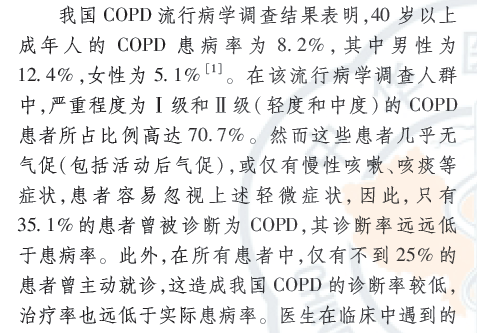 我国 COPD 流行病学调查结果表明,40 岁以上
成年人的 COPD 患病率为 8.2%,其中男性为
12.4%,女性为 5.1%[1]。在该流行病学调查人群
中,严重程度为Ⅰ级和Ⅱ级(轻度和中度)的 COPD
患者所占比例高达 70.7%。然而这些患者几乎无
气促(包括活动后气促),或仅有慢性咳嗽、咳痰等
症状,患者容易忽视上述轻微症状,因此,只有
35.1%的患者曾被诊断为 COPD,其诊断率远远低
于患病率。此外,在所有患者中,仅有不到 25%的
患者曾主动就诊,这造成我国 COPD 的诊断率较低,
治疗率也远低于实际患病率。医生在临床中遇到的